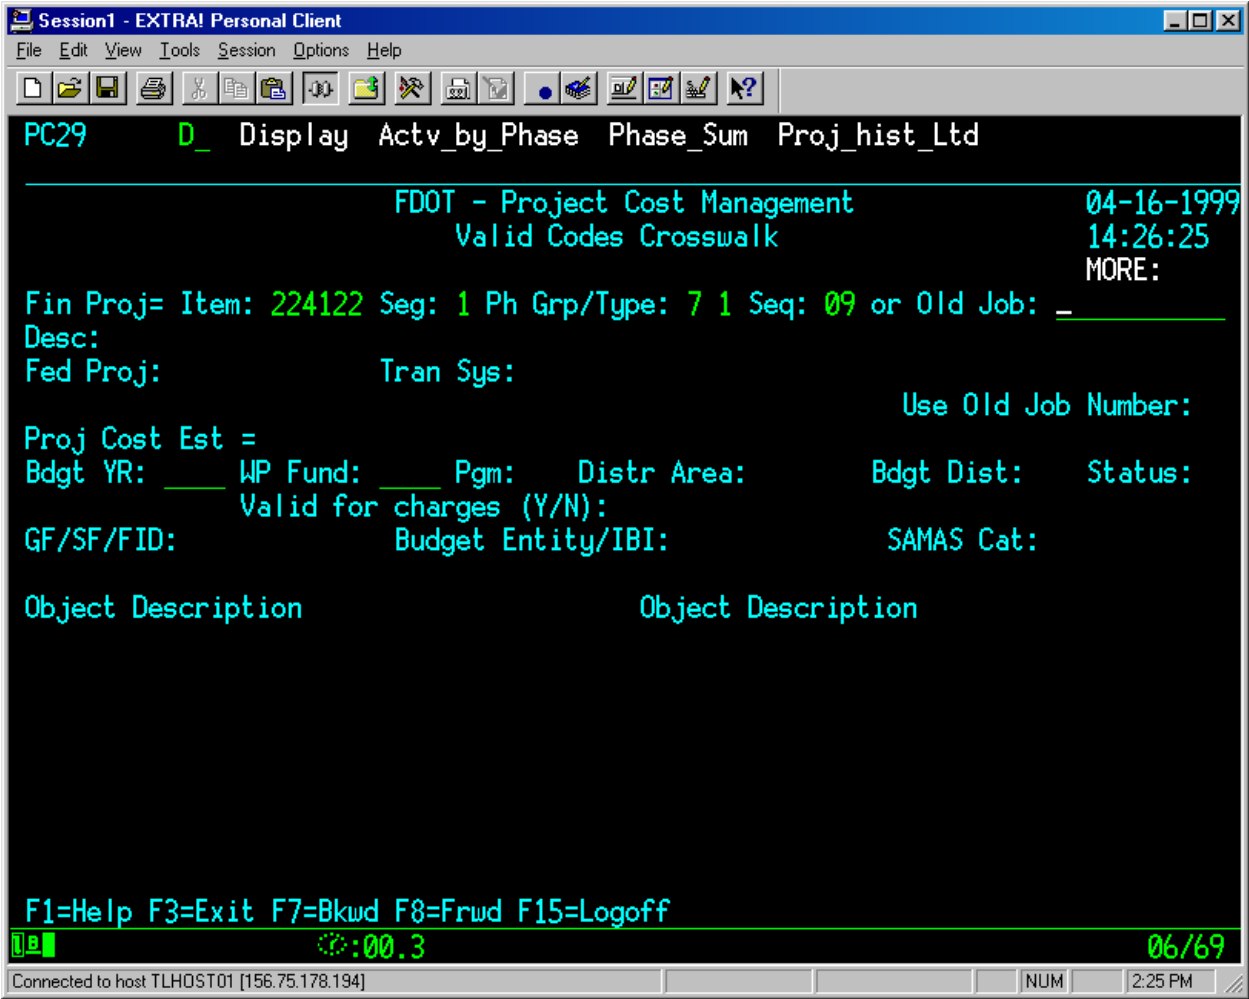 Session1 - EXTRA! Personal Client
File Edit View Tools Session Options Help
PC29 D_ Display Actv_by_Phase Phase_Sum Proj_hist_Ltd
FDOT - Project Cost Management 04-16-1999
Valid Codes Crosswalk 14:26:25
MORE:
Fin Proj= Item: 224122 Seg: 1 Ph Grp/Type: 7 1 Seq: 09 or Old Job: _
Desc:
Fed Proj: Tran Sys:
Use Old Job Number:
Proj Cost Est =
Bdgt YR: ____ WP Fund: ____ Pgm: Distr Area: Bdgt Dist: Status:
Valid for charges (Y/N):
GF/SF/FID: Budget Entity/IBI: SAMAS Cat:
Object Description Object Description
F1=Help F3=Exit F7=Bkwd F8=Frwd F15=Logoff
:00.3 06/69
Connected to host TLHOST01 [156.75.178.194] NUM 2:25 PM